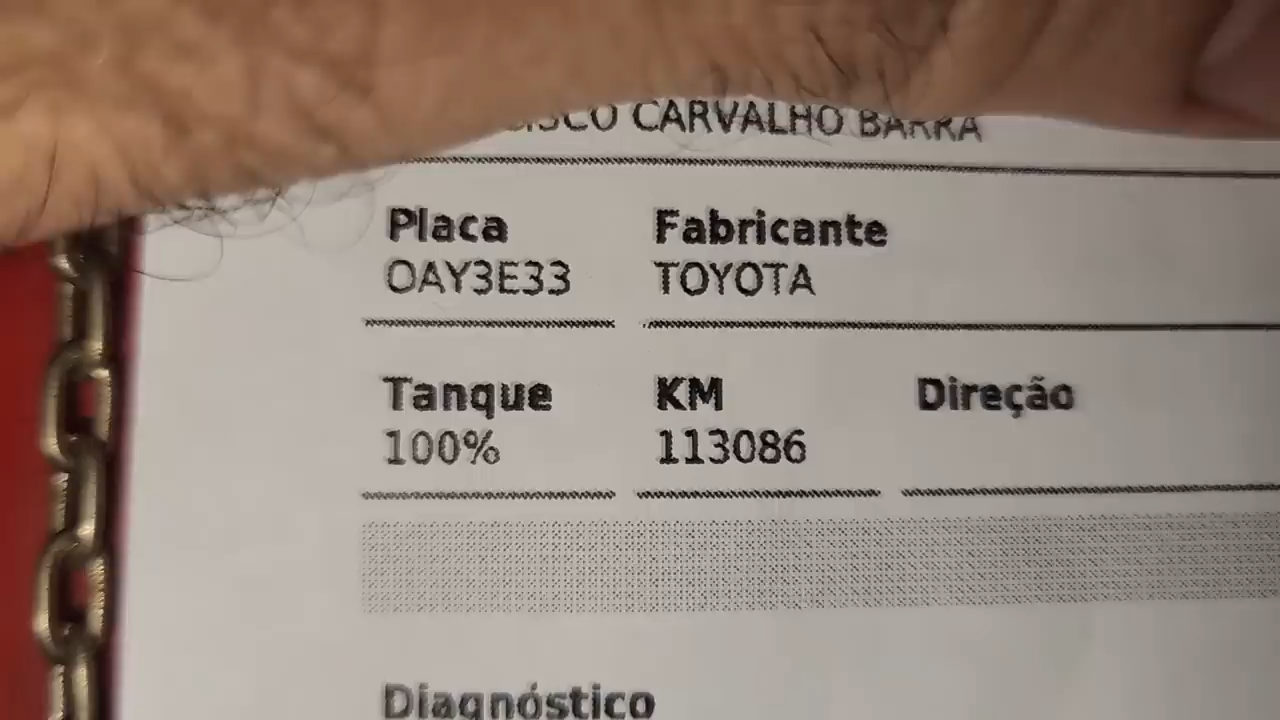 CARVALHO BARRA
Placa Fabricante
OAY3E33 TOYOTA
Tanque KM Direção
100% 113086
Diagnóstico